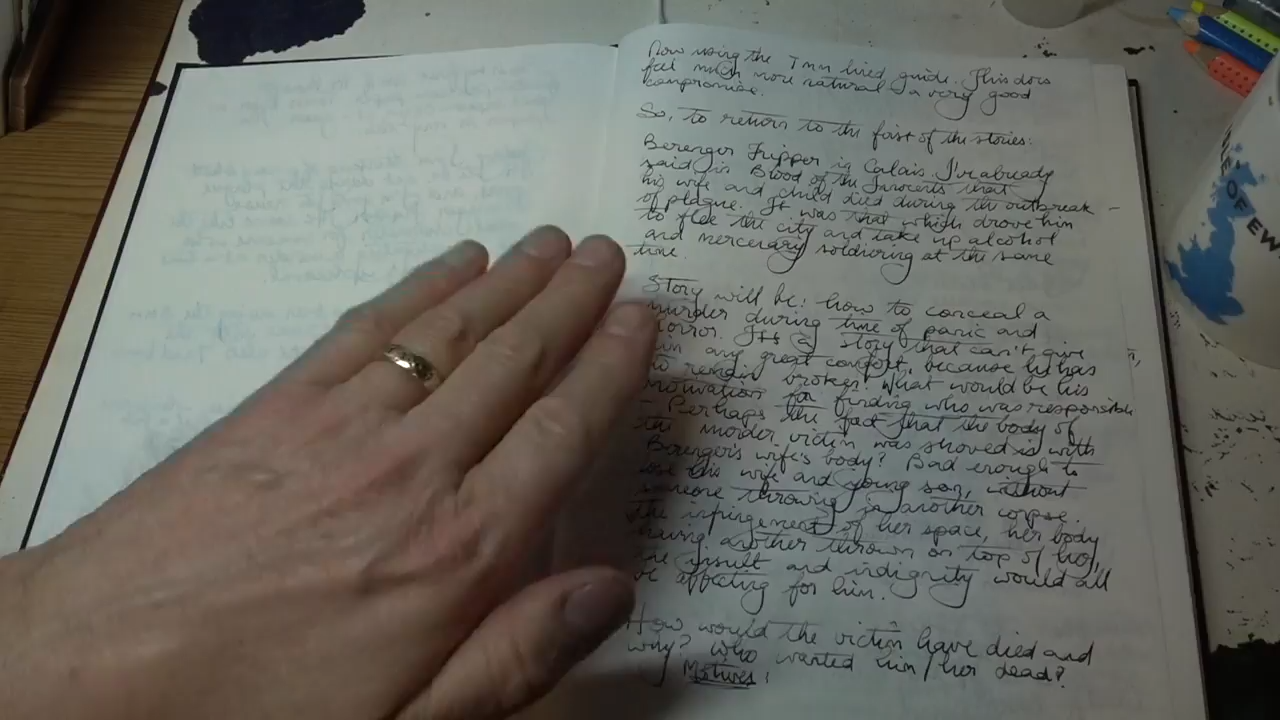 Now using the 7mm lined guide. This does
feel much more natural & a very good
compromise.
So, to return to the first of the stories:
Berenger Fripper is Calais. I've already
said in Blood of the Innocents that
his wife and child died during the outbreak
of plague. It was that which drove him
to flee the city and take up alcohol
and mercenary soldiering at the same
time.
Story will be: how to conceal a
murder during time of panic and
horror. It's a story that can't give
him any great comfort, because he has
to remain broken! What would be his
motivation for finding who was responsible
- Perhaps the fact that the body of
the murder victim was shoved in with
Berenger's wife's body? Bad enough to
lose his wife and young son, without
someone throwing in another corpse.
The infringement of her space, her body
having another thrown on top of her,
the insult and indignity would all
be affecting for him.
How would the victim have died and
why? Who wanted him/her dead?
Motives:
OF EW